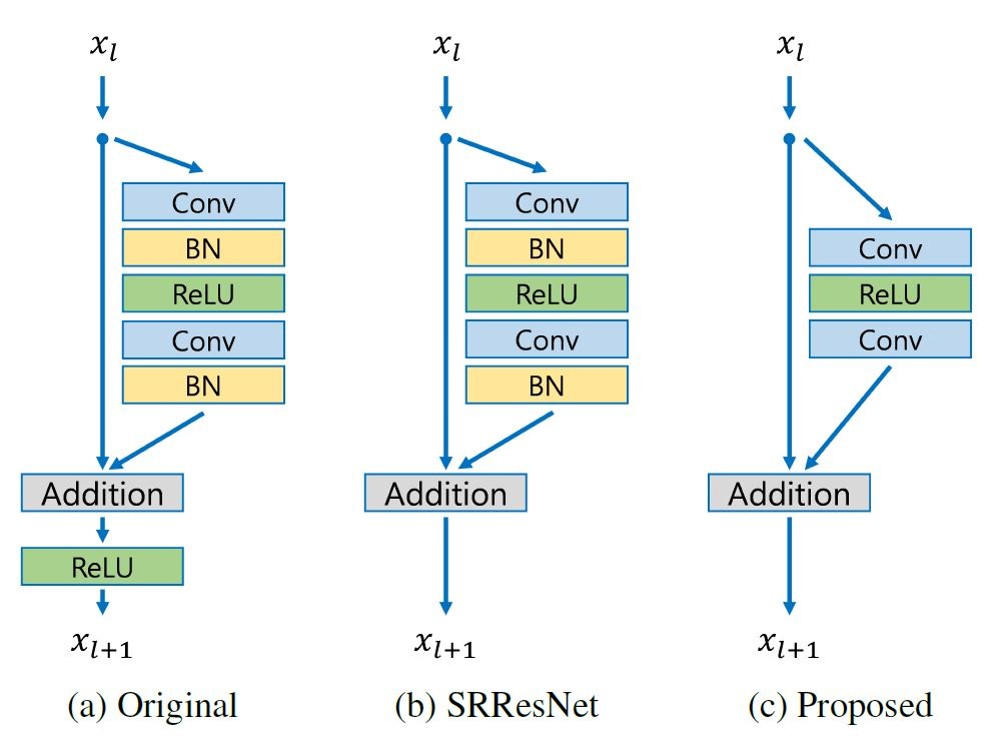 x_l
Conv
BN
ReLU
Conv
BN
Addition
ReLU
x_{l+1}
(a) Original
x_l
Conv
BN
ReLU
Conv
BN
Addition
x_{l+1}
(b) SRResNet
x_l
Conv
ReLU
Conv
Addition
x_{l+1}
(c) Proposed